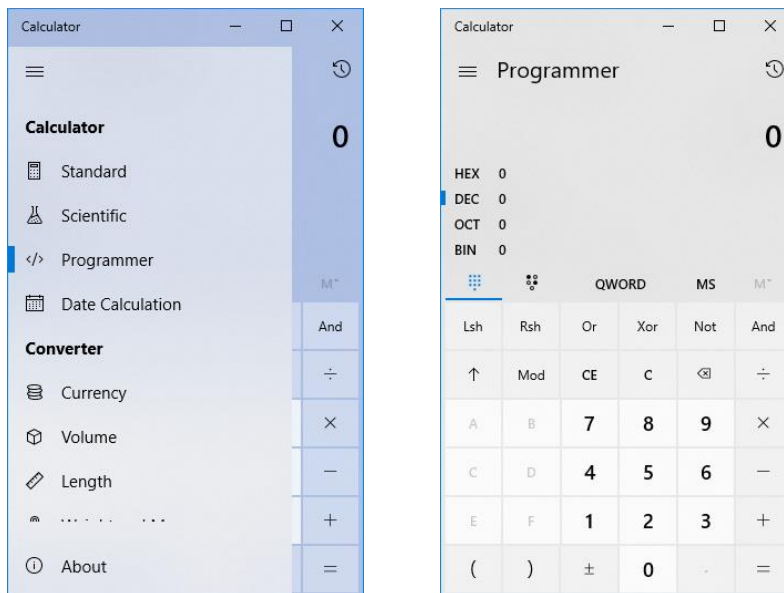 Calculator
0
Calculator
Standard
Scientific
Programmer
Date Calculation
M˅
And
Converter
÷
Currency
×
Volume
Length
−
+
About
=
Calculator
Programmer
0
HEX 0
DEC 0
OCT 0
BIN 0
QWORD MS M˅
Lsh Rsh Or Xor Not And
↑ Mod CE C ÷
A B 7 8 9 ×
C D 4 5 6 −
E F 1 2 3 +
( ) ± 0 . =